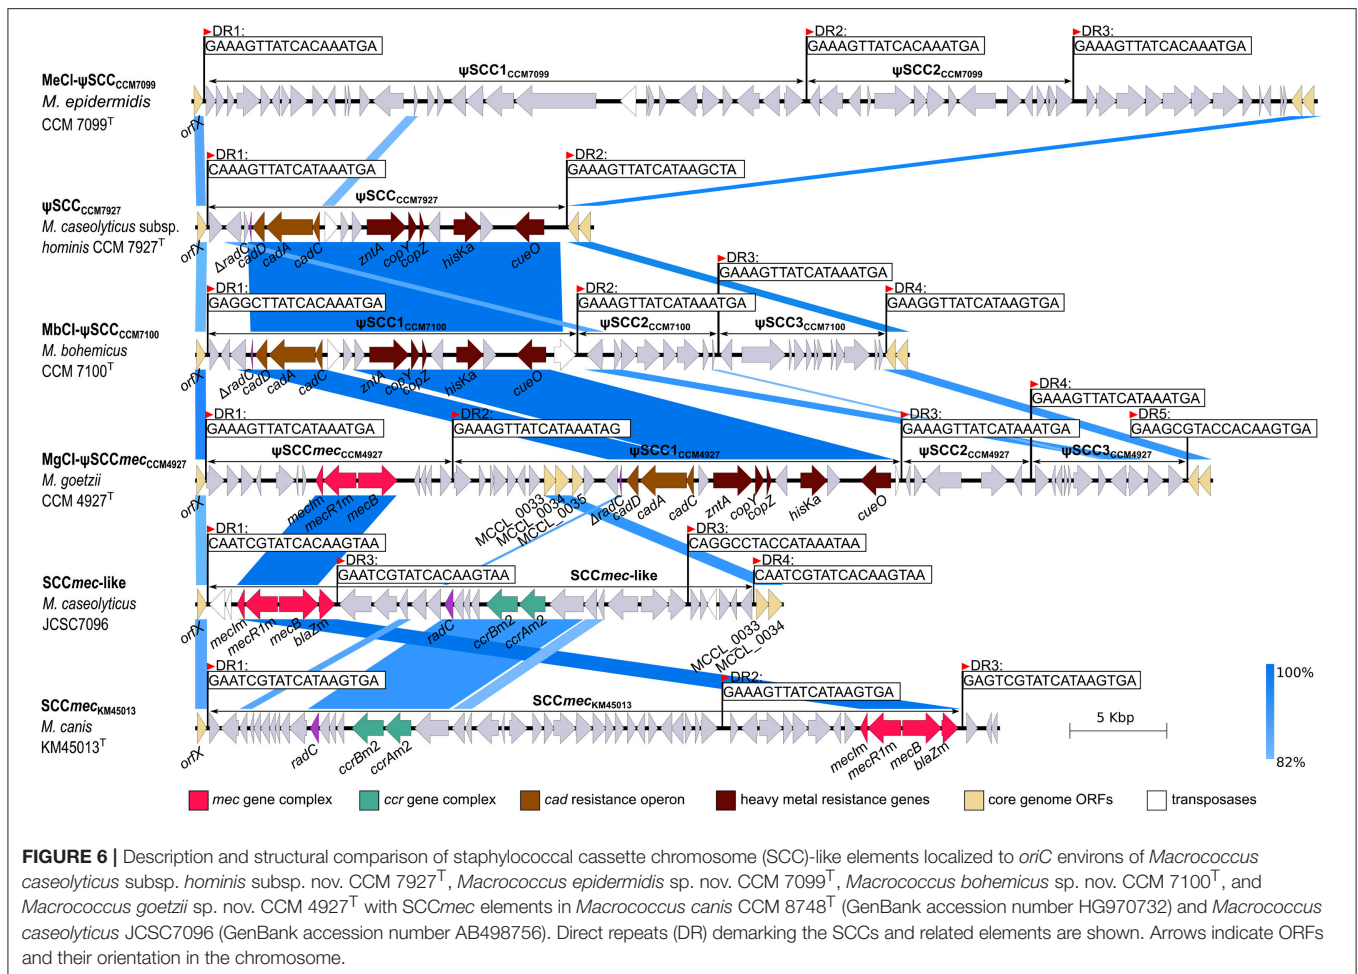 DR1:
GAAAGTTATCACAAATGA
DR2:
GAAAGTTATCACAAATGA
DR3:
GAAAGTTATCACAAATGA
MeCI-ψSCCCCM7099
M. epidermidis
CCM 7099T
ψSCC1CCM7099
ψSCC2CCM7099
orfX
DR1:
CAAAGTTATCATAAATGA
DR2:
GAAAGTTATCATAAGCTA
ψSCCCCM7927
M. caseolyticus subsp.
hominis CCM 7927T
ψSCCCCM7927
orfX
ΔradC
cadD
cadA
cadC
zntA
copY
copZ
hisKa
cueO
DR1:
GAGGCTTATCACAAATGA
DR2:
GAAAGTTATCATAAATGA
DR3:
GAAAGTTATCATAAATGA
DR4:
GAAGGTTATCATAAGTGA
MbCI-ψSCCCCM7100
M. bohemicus
CCM 7100T
ψSCC1CCM7100
ψSCC2CCM7100
ψSCC3CCM7100
orfX
ΔradC
cadD
cadA
cadC
zntA
copY
copZ
hisKa
cueO
DR1:
GAAAGTTATCATAAATGA
DR2:
GAAAGTTATCATAAATAG
DR3:
GAAAGTTATCATAAATGA
DR4:
GAAAGTTATCATAAATGA
DR5:
GAAGCGTACCACAAGTGA
MgCI-ψSCCmecCCM4927
M. goetzii
CCM 4927T
ψSCCmecCCM4927
ψSCC1CCM4927
ψSCC2CCM4927
ψSCC3CCM4927
orfX
mecIm
mecR1m
mecB
MCCL_0033
MCCL_0034
MCCL_0035
ΔradC
cadD
cadA
cadC
zntA
copY
copZ
hisKa
cueO
DR1:
CAATCGTATCACAAGTAA
DR3:
GAATCGTATCACAAGTAA
DR3:
CAGGCCTACCATAAATAA
DR4:
CAATCGTATCACAAGTAA
SCCmec-like
M. caseolyticus
JCSC7096
SCCmec-like
orfX
mecIm
mecR1m
mecB
blaZm
radC
ccrBm2
ccrAm2
MCCL_0033
MCCL_0034
DR1:
GAATCGTATCATAAGTGA
DR2:
GAAAGTTATCATAAGTGA
DR3:
GAGTCGTATCATAAGTGA
SCCmecKM45013
M. canis
KM45013T
SCCmecKM45013
orfX
radC
ccrBm2
ccrAm2
mecIm
mecR1m
mecB
blaZm
5 Kbp
100%
82%
mec gene complex
ccr gene complex
cad resistance operon
heavy metal resistance genes
core genome ORFs
transposases
FIGURE 6 | Description and structural comparison of staphylococcal cassette chromosome (SCC)-like elements localized to oriC environs of Macrococcus
caseolyticus subsp. hominis subsp. nov. CCM 7927T, Macrococcus epidermidis sp. nov. CCM 7099T, Macrococcus bohemicus sp. nov. CCM 7100T, and
Macrococcus goetzii sp. nov. CCM 4927T with SCCmec elements in Macrococcus canis CCM 8748T (GenBank accession number HG970732) and Macrococcus
caseolyticus JCSC7096 (GenBank accession number AB498756). Direct repeats (DR) demarking the SCCs and related elements are shown. Arrows indicate ORFs
and their orientation in the chromosome.